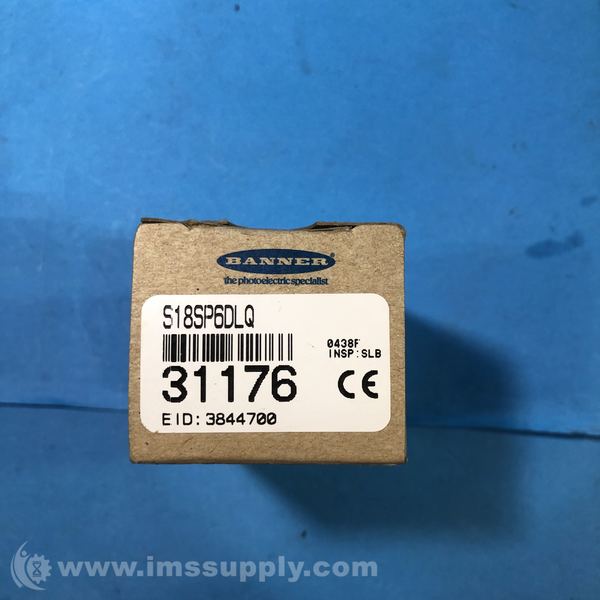 BANNER
the photoelectric specialist
S18SP6DLQ
0438F
INSP:SLB
31176
CE
EID: 3844700
www.imssupply.com